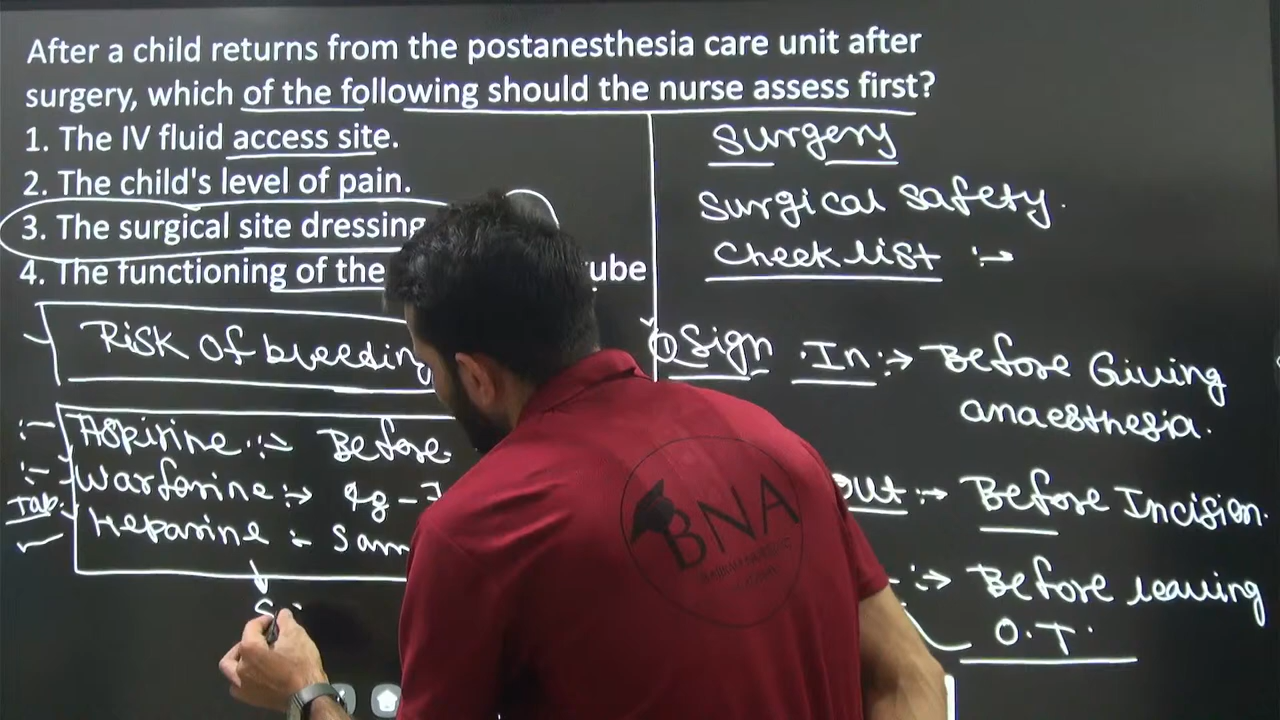 After a child returns from the postanesthesia care unit after
surgery, which of the following should the nurse assess first?
1. The IV fluid access site.
2. The child's level of pain.
3. The surgical site dressing
4. The functioning of the ube
Risk of bleeding
Aspirine :- Before
Warfarine :→ 4g-7
Tab. Heparine :- Sam
Surgery
Surgical Safety.
Check list :→
① Sign In :→ Before Giving
anaesthesia.
out :→ Before Incision.
:→ Before leaving
O.T.
BNA